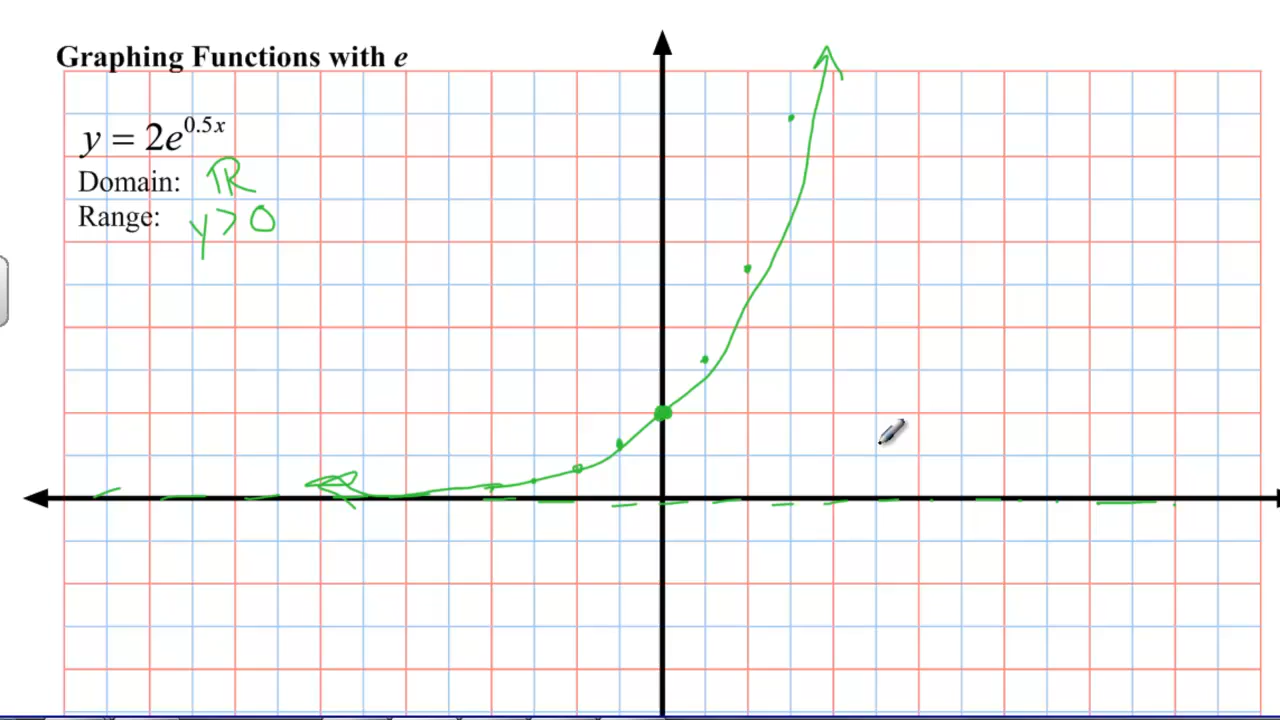 Graphing Functions with e
y = 2e^{0.5x}
Domain: ℝ
Range: y > 0